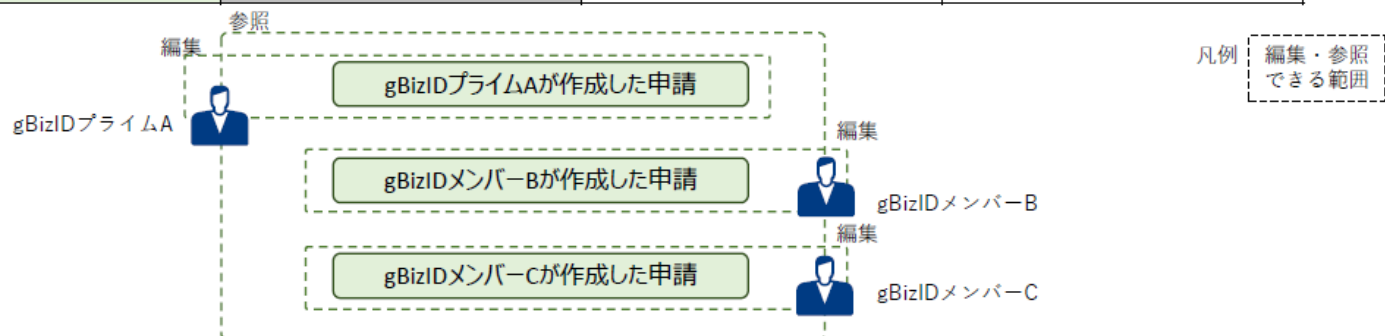 参照
編集
gBizIDプライムAが作成した申請
gBizIDプライムA
凡例
編集・参照
できる範囲
編集
gBizIDメンバーBが作成した申請
gBizIDメンバーB
編集
gBizIDメンバーCが作成した申請
gBizIDメンバーC